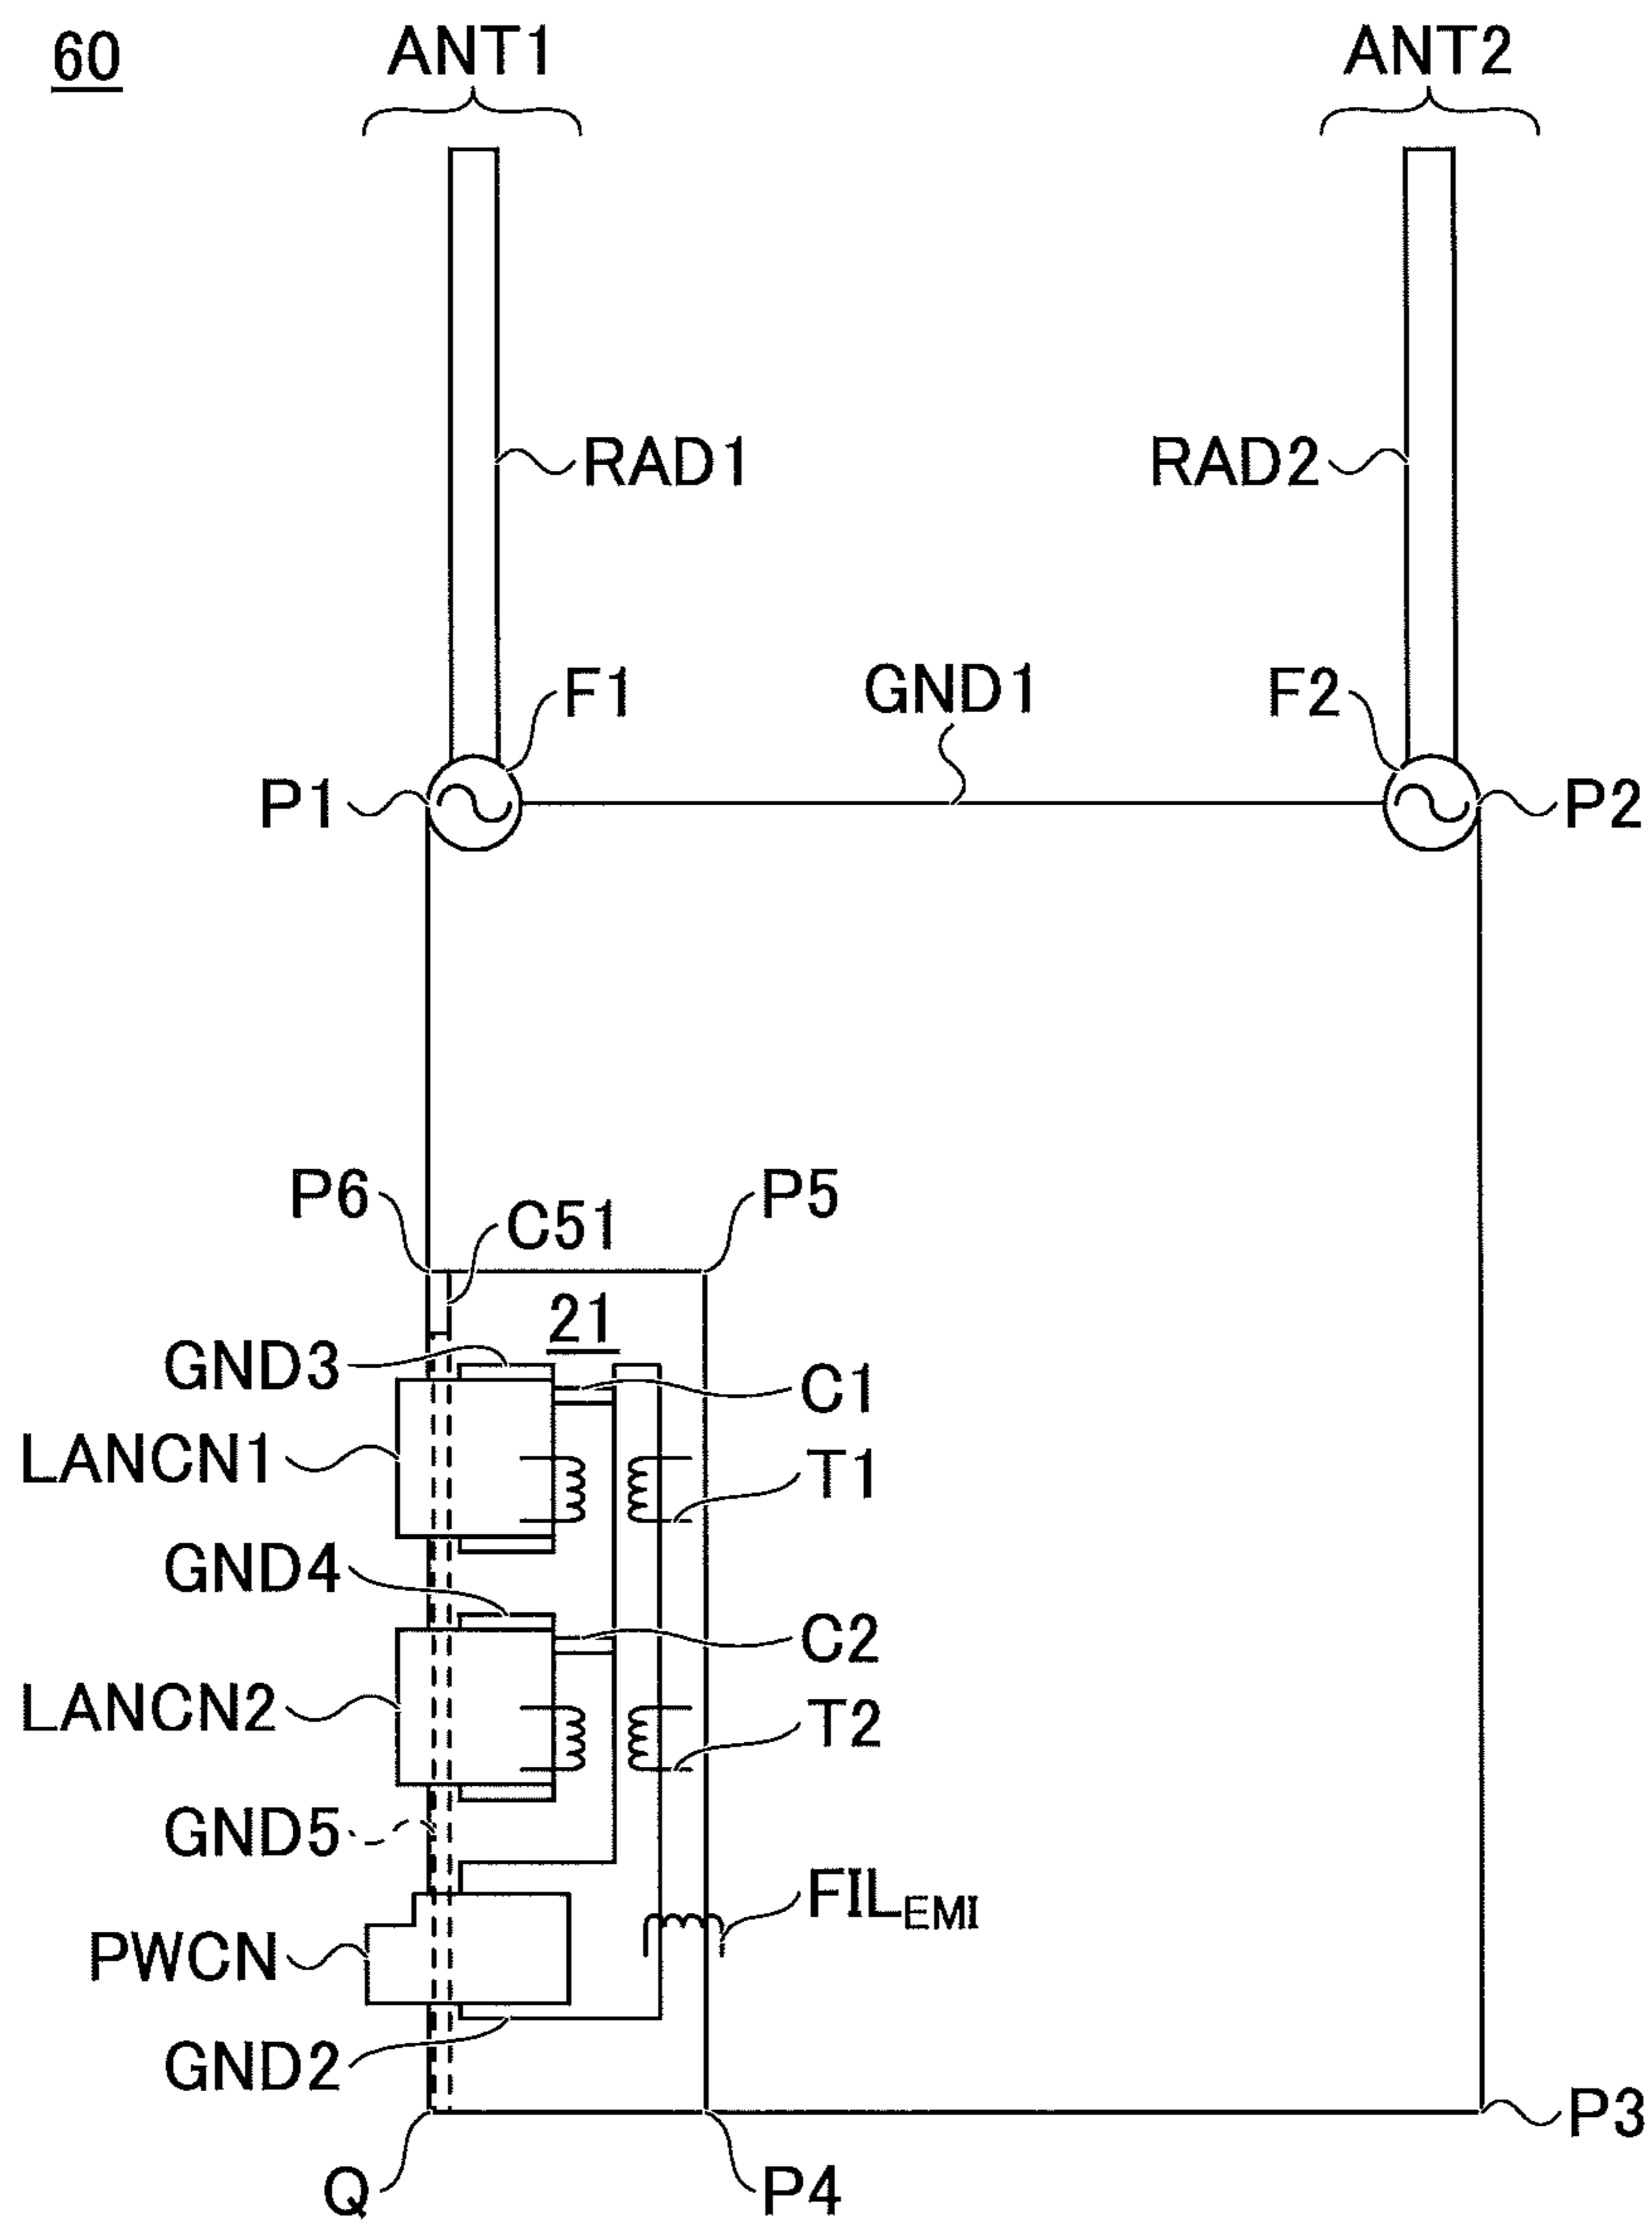 60
ANT1
ANT2
RAD1
RAD2
F1
GND1
F2
P1
P2
P6
C51
P5
21
GND3
C1
LANCN1
T1
GND4
C2
LANCN2
T2
GND5
FILEMI
PWCN
GND2
P3
Q
P4